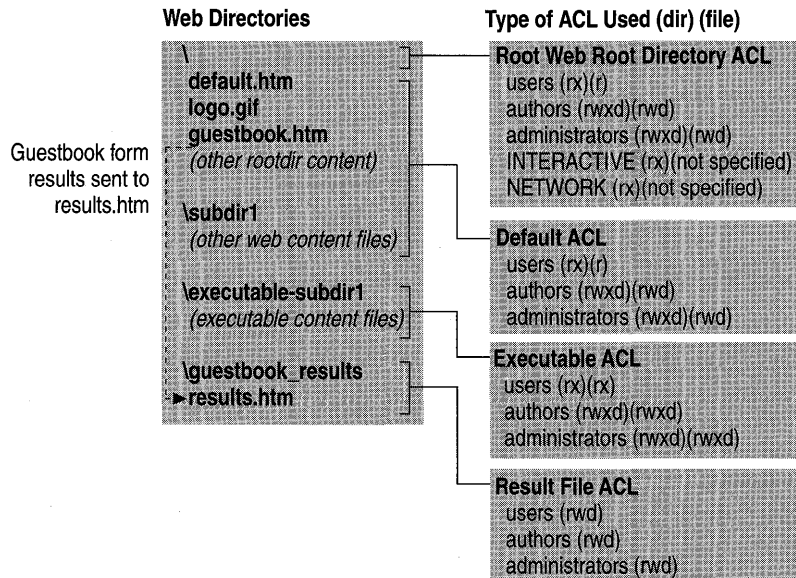 Web Directories
\
default.htm
logo.gif
guestbook.htm
(other rootdir content)
\subdir1
(other web content files)
\executable-subdir1
(executable content files)
\guestbook_results
results.htm
Guestbook form
results sent to
results.htm
Type of ACL Used (dir) (file)
Root Web Root Directory ACL
users (rx)(r)
authors (rwxd)(rwd)
administrators (rwxd)(rwd)
INTERACTIVE (rx)(not specified)
NETWORK (rx)(not specified)
Default ACL
users (rx)(r)
authors (rwxd)(rwd)
administrators (rwxd)(rwd)
Executable ACL
users (rx)(rx)
authors (rwxd)(rwxd)
administrators (rwxd)(rwxd)
Result File ACL
users (rwd)
authors (rwd)
administrators (rwd)